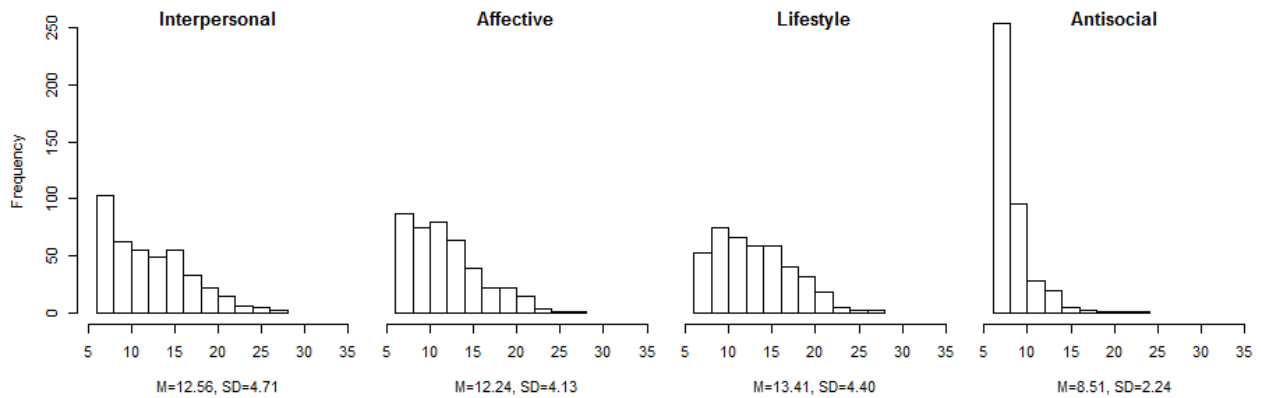 Interpersonal Affective Lifestyle Antisocial
Frequency
250
200
150
100
50
0
5 10 15 20 25 30 35 5 10 15 20 25 30 35 5 10 15 20 25 30 35 5 10 15 20 25 30 35
M=12.56, SD=4.71 M=12.24, SD=4.13 M=13.41, SD=4.40 M=8.51, SD=2.24